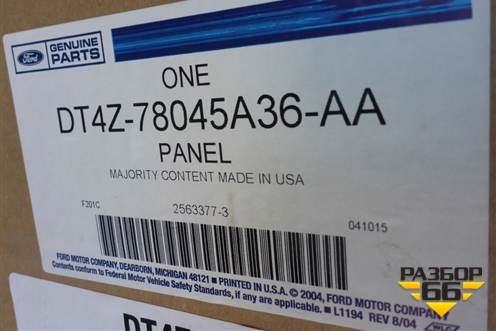 Ford
GENUINE
PARTS
ONE
DT4Z-78045A36-AA
PANEL
MAJORITY CONTENT MADE IN USA
F201C
2563377-3
041015
FORD MOTOR COMPANY, DEARBORN, MICHIGAN 48121 ■ PRINTED IN U.S.A. © 2004, FORD MOTOR COMPANY
Contents conform to Federal Motor Vehicle Safety Standards, if any are applicable. ■ L1194 REV 8/04
РАЗБОР
66